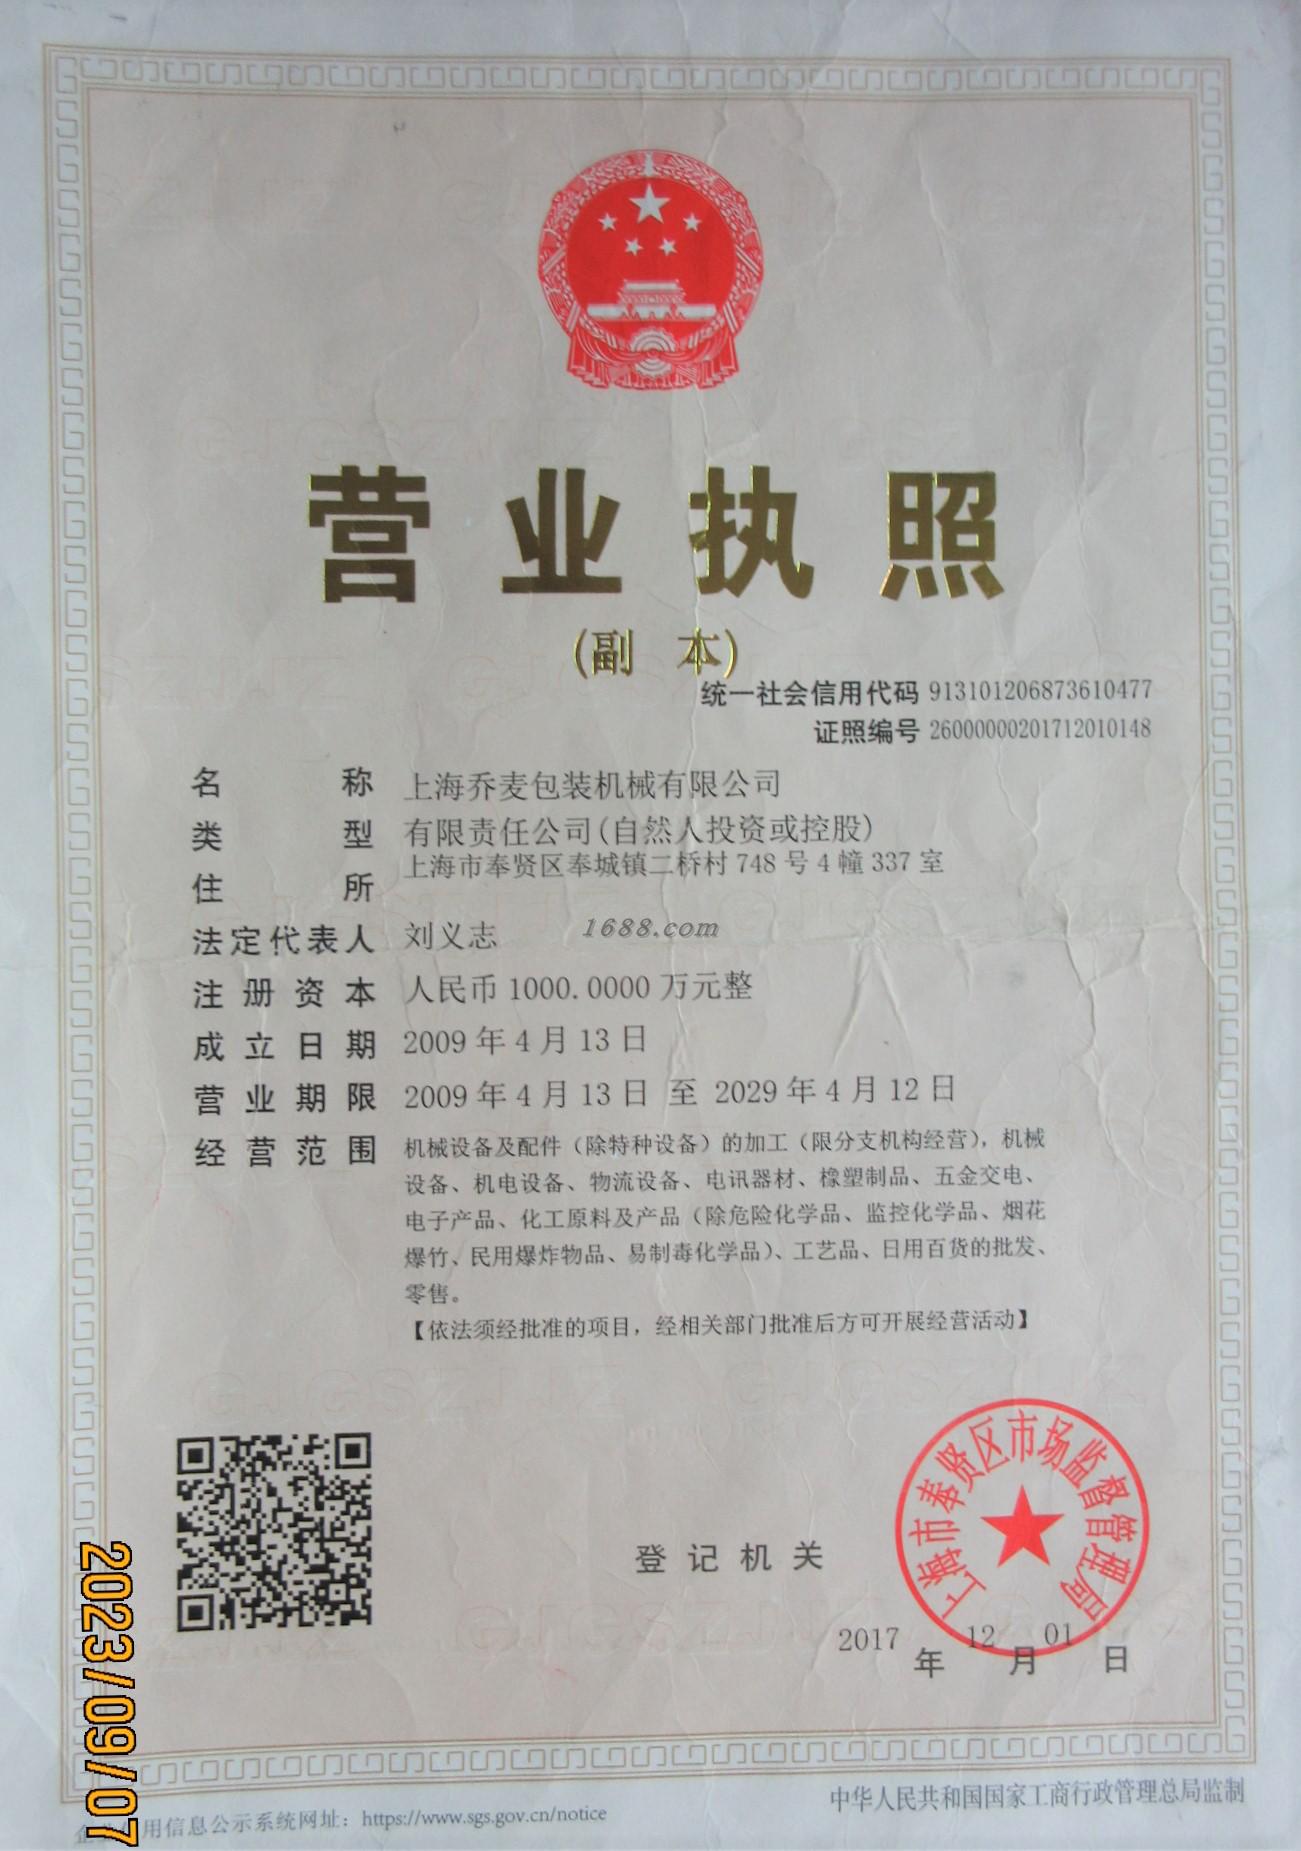 营业执照
(副 本)
统一社会信用代码 913101206873610477
证照编号 26000000201712010148
名 称 上海乔麦包装机械有限公司
类 型 有限责任公司(自然人投资或控股)
住 所 上海市奉贤区奉城镇二桥村 748 号 4 幢 337 室
法定代表人 刘义志
1688.com
注册资本 人民币 1000.0000 万元整
成立日期 2009 年 4 月 13 日
营业期限 2009 年 4 月 13 日 至 2029 年 4 月 12 日
经营范围 机械设备及配件（除特种设备）的加工（限分支机构经营），机械
设备、机电设备、物流设备、电讯器材、橡塑制品、五金交电、
电子产品、化工原料及产品（除危险化学品、监控化学品、烟花
爆竹、民用爆炸物品、易制毒化学品）、工艺品、日用百货的批发、
零售。
【依法须经批准的项目，经相关部门批准后方可开展经营活动】
登记机关
上海市奉贤区市场监督管理局
2017 年 12 月 01 日
2023/09/07
用信息公示系统网址：https://www.sgs.gov.cn/notice
中华人民共和国国家工商行政管理总局监制